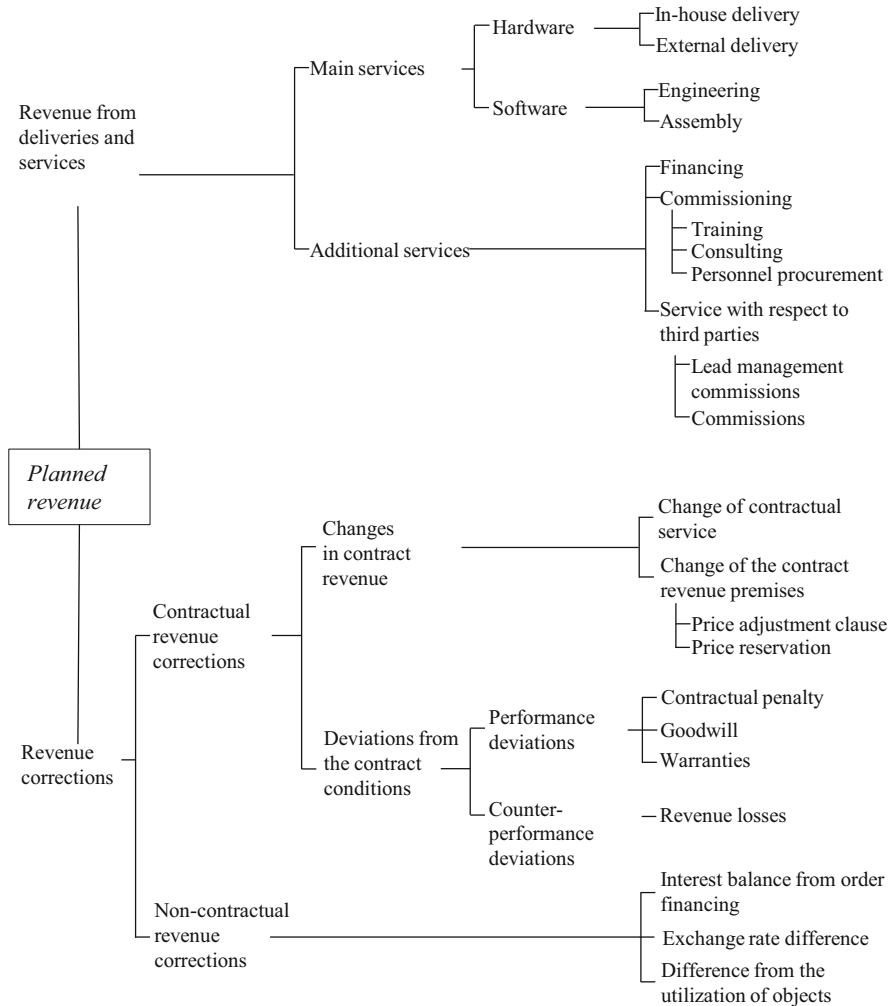 Revenue from
deliveries and
services
Main services
Hardware
In-house delivery
External delivery
Software
Engineering
Assembly
Additional services
Financing
Commissioning
Training
Consulting
Personnel procurement
Service with respect to
third parties
Lead management
commissions
Commissions
Planned
revenue
Revenue
corrections
Contractual
revenue
corrections
Changes
in contract
revenue
Change of contractual
service
Change of the contract
revenue premises
Price adjustment clause
Price reservation
Deviations from
the contract
conditions
Performance
deviations
Contractual penalty
Goodwill
Warranties
Counter-
performance
deviations
Revenue losses
Non-contractual
revenue
corrections
Interest balance from order
financing
Exchange rate difference
Difference from the
utilization of objects